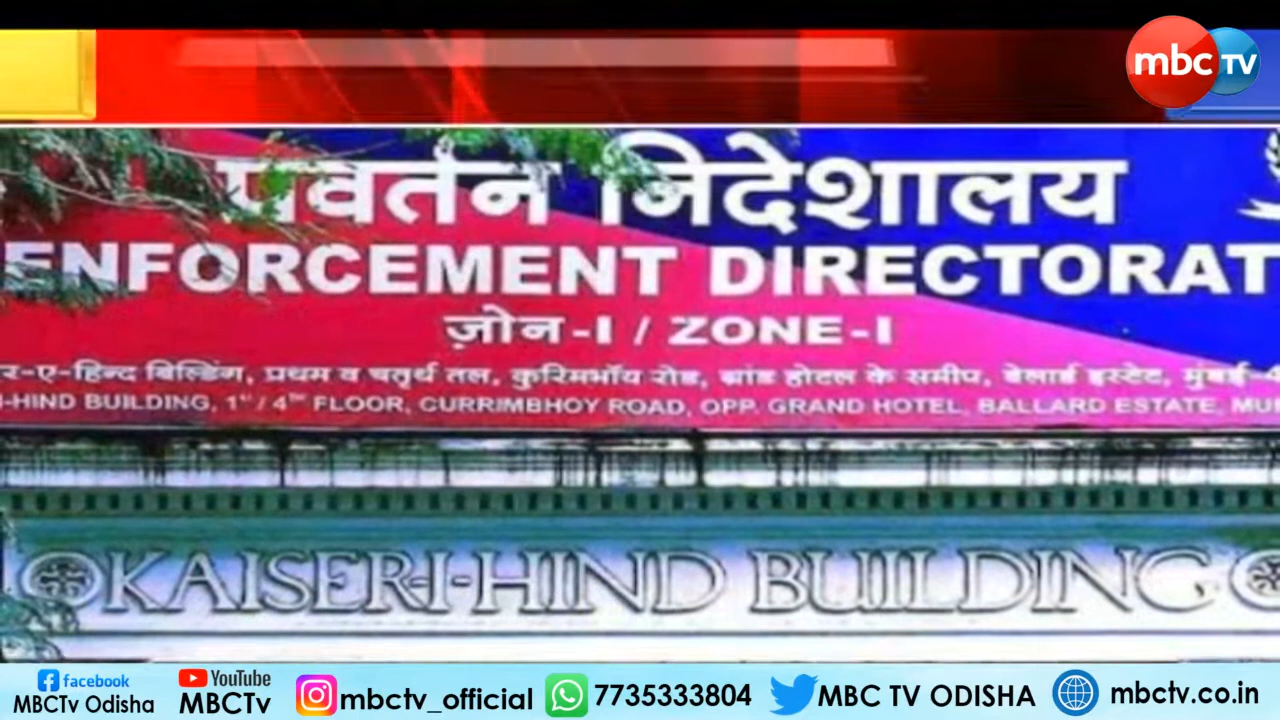 mbc TV
प्रवर्तन निदेशालय
ENFORCEMENT DIRECTORAT
ज़ोन-I / ZONE-I
र-ए-हिन्द बिल्डिंग, प्रथम व चतुर्थ तल, कुरिमभॉय रोड, ग्रांड होटल के समीप, बेलार्ड इस्टेट, मुंबई-4
I-HIND BUILDING, 1ST / 4TH FLOOR, CURRIMBHOY ROAD, OPP. GRAND HOTEL, BALLARD ESTATE, MU
KAISER-I-HIND BUILDING
facebook YouTube
MBCTv Odisha MBCTv mbctv_official 7735333804 MBC TV ODISHA mbctv.co.in